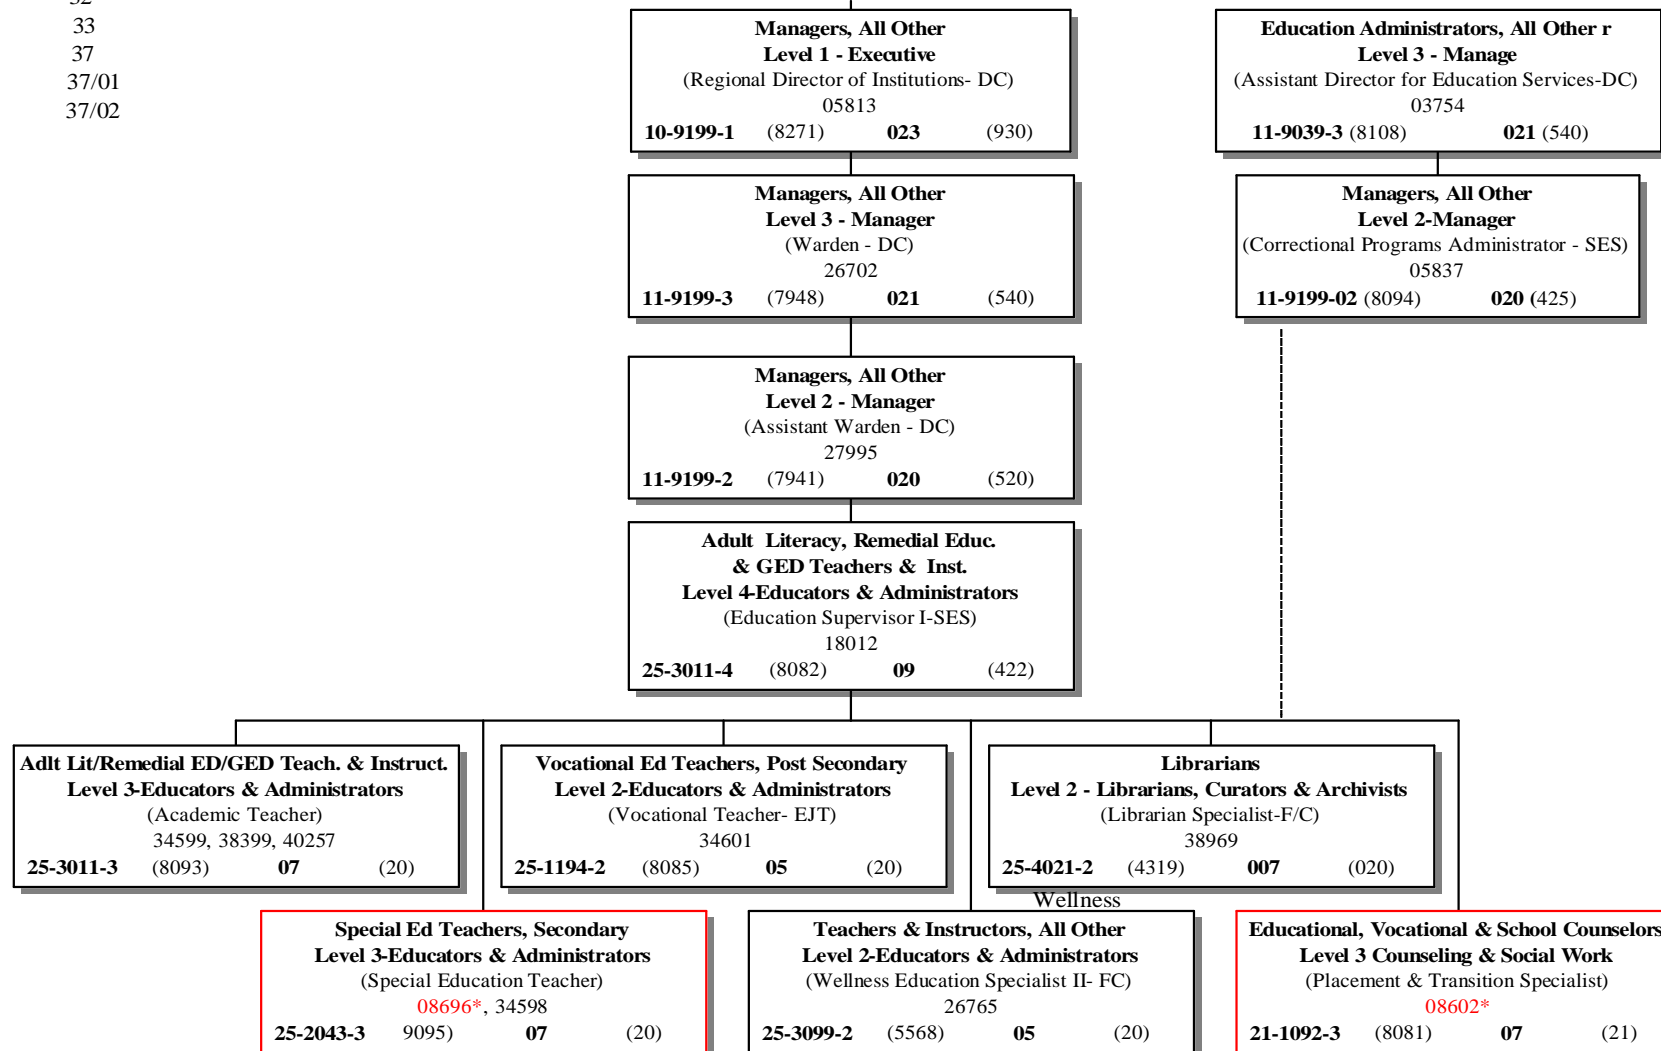 33
37
37/01
37/02
Managers, All Other
Level 1 - Executive
(Regional Director of Institutions- DC)
05813
10-9199-1 (8271) 023 (930)
Education Administrators, All Other r
Level 3 - Manage
(Assistant Director for Education Services-DC)
03754
11-9039-3 (8108) 021 (540)
Managers, All Other
Level 3 - Manager
(Warden - DC)
26702
11-9199-3 (7948) 021 (540)
Managers, All Other
Level 2-Manager
(Correctional Programs Administrator - SES)
05837
11-9199-02 (8094) 020 (425)
Managers, All Other
Level 2 - Manager
(Assistant Warden - DC)
27995
11-9199-2 (7941) 020 (520)
Adult Literacy, Remedial Educ.
& GED Teachers & Inst.
Level 4-Educators & Administrators
(Education Supervisor I-SES)
18012
25-3011-4 (8082) 09 (422)
Adlt Lit/Remedial ED/GED Teach. & Instruct.
Level 3-Educators & Administrators
(Academic Teacher)
34599, 38399, 40257
25-3011-3 (8093) 07 (20)
Vocational Ed Teachers, Post Secondary
Level 2-Educators & Administrators
(Vocational Teacher- EJT)
34601
25-1194-2 (8085) 05 (20)
Librarians
Level 2 - Librarians, Curators & Archivists
(Librarian Specialist-F/C)
38969
25-4021-2 (4319) 007 (020)
Wellness
Special Ed Teachers, Secondary
Level 3-Educators & Administrators
(Special Education Teacher)
08696*, 34598
25-2043-3 9095) 07 (20)
Teachers & Instructors, All Other
Level 2-Educators & Administrators
(Wellness Education Specialist II- FC)
26765
25-3099-2 (5568) 05 (20)
Educational, Vocational & School Counselors
Level 3 Counseling & Social Work
(Placement & Transition Specialist)
08602*
21-1092-3 (8081) 07 (21)